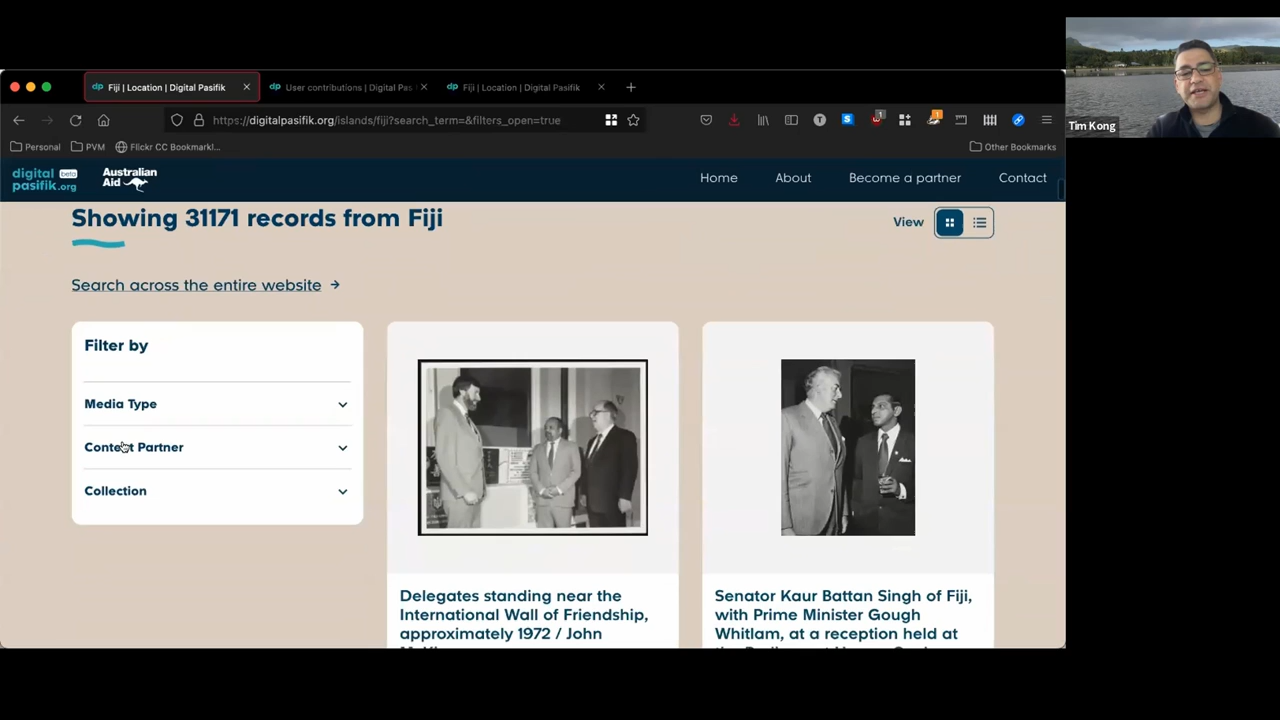 Fiji | Location | Digital Pasifik
User contributions | Digital Pas
Fiji | Location | Digital Pasifik
https://digitalpasifik.org/islands/fiji?search_term=&filters_open=true
Personal
PVM
Flickr CC Bookmarkl...
Other Bookmarks
digital beta
pasifik.org
Australian
Aid
Home
About
Become a partner
Contact
Showing 31171 records from Fiji
View
Search across the entire website →
Filter by
Media Type
Content Partner
Collection
Delegates standing near the
International Wall of Friendship,
approximately 1972 / John
Senator Kaur Battan Singh of Fiji,
with Prime Minister Gough
Whitlam, at a reception held at
Tim Kong